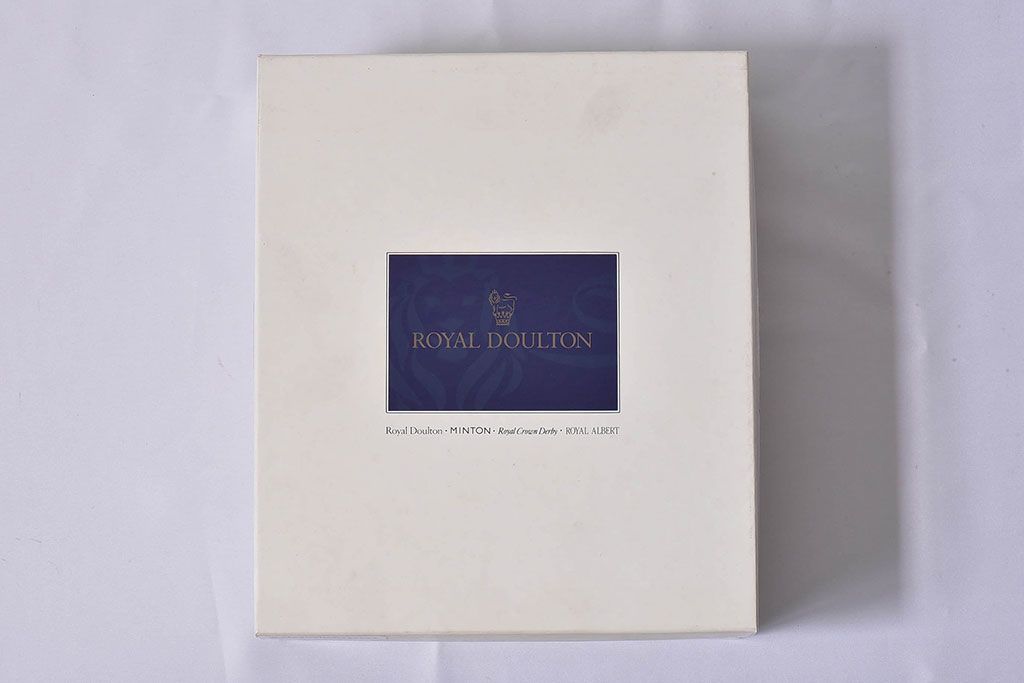 ROYAL DOULTON
Royal Doulton · MINTON · Royal Crown Derby · ROYAL ALBERT